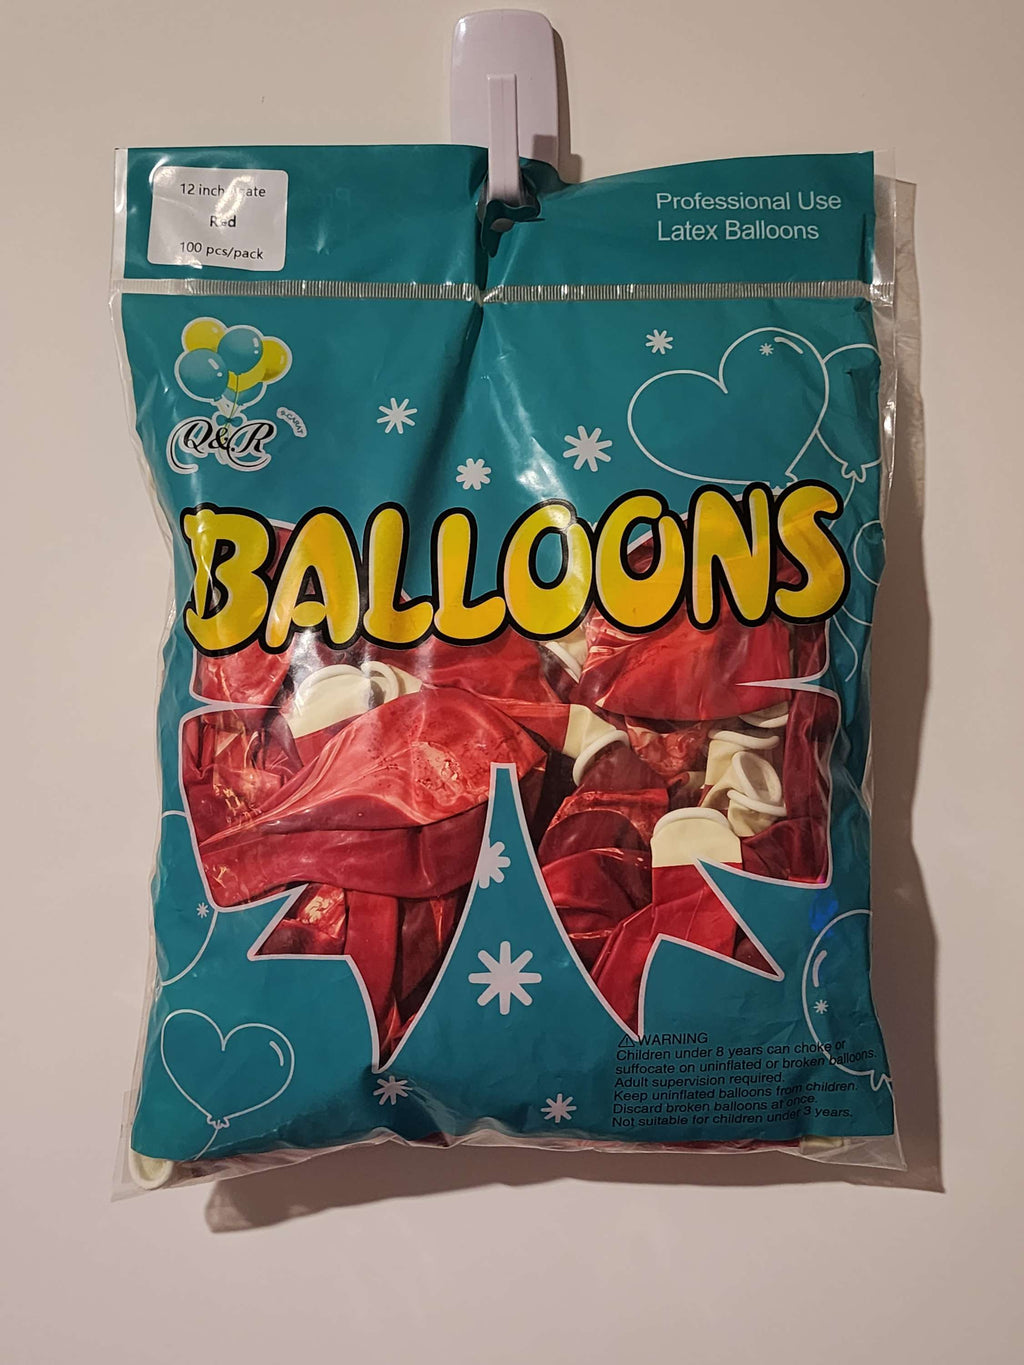 12 inch
Red
100 pcs/pack
Professional Use
Latex Balloons
Q&R
BALLOONS
WARNING
Children under 8 years can choke or
suffocate on uninflated or broken balloons.
Adult supervision required.
Keep uninflated balloons from children.
Discard broken balloons at once.
Not suitable for children under 3 years.